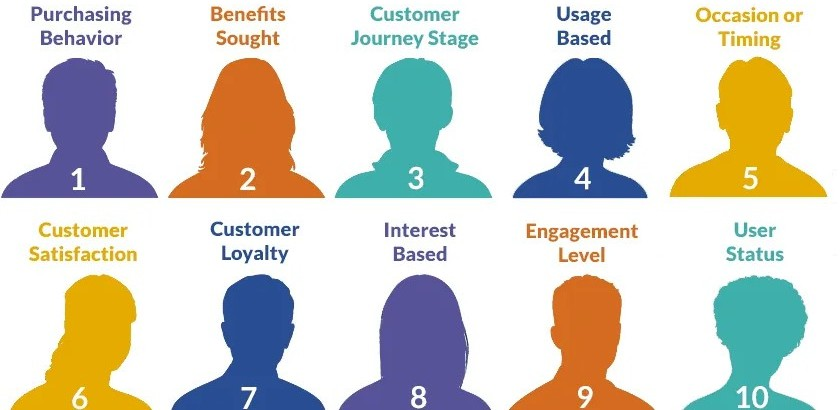 Purchasing
Behavior
Benefits
Sought
Customer
Journey Stage
Usage
Based
Occasion or
Timing
1
2
3
4
5
Customer
Satisfaction
Customer
Loyalty
Interest
Based
Engagement
Level
User
Status
6
7
8
9
10